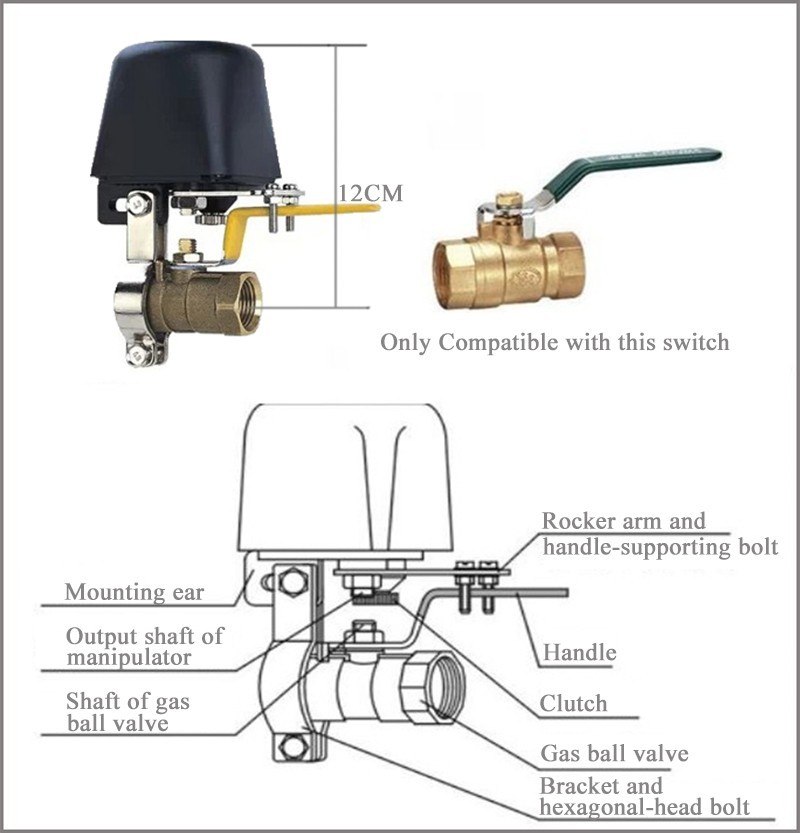 12CM
Only Compatible with this switch
Rocker arm and
handle-supporting bolt
Mounting ear
Output shaft of
manipulator
Handle
Shaft of gas
ball valve
Clutch
Gas ball valve
Bracket and
hexagonal-head bolt